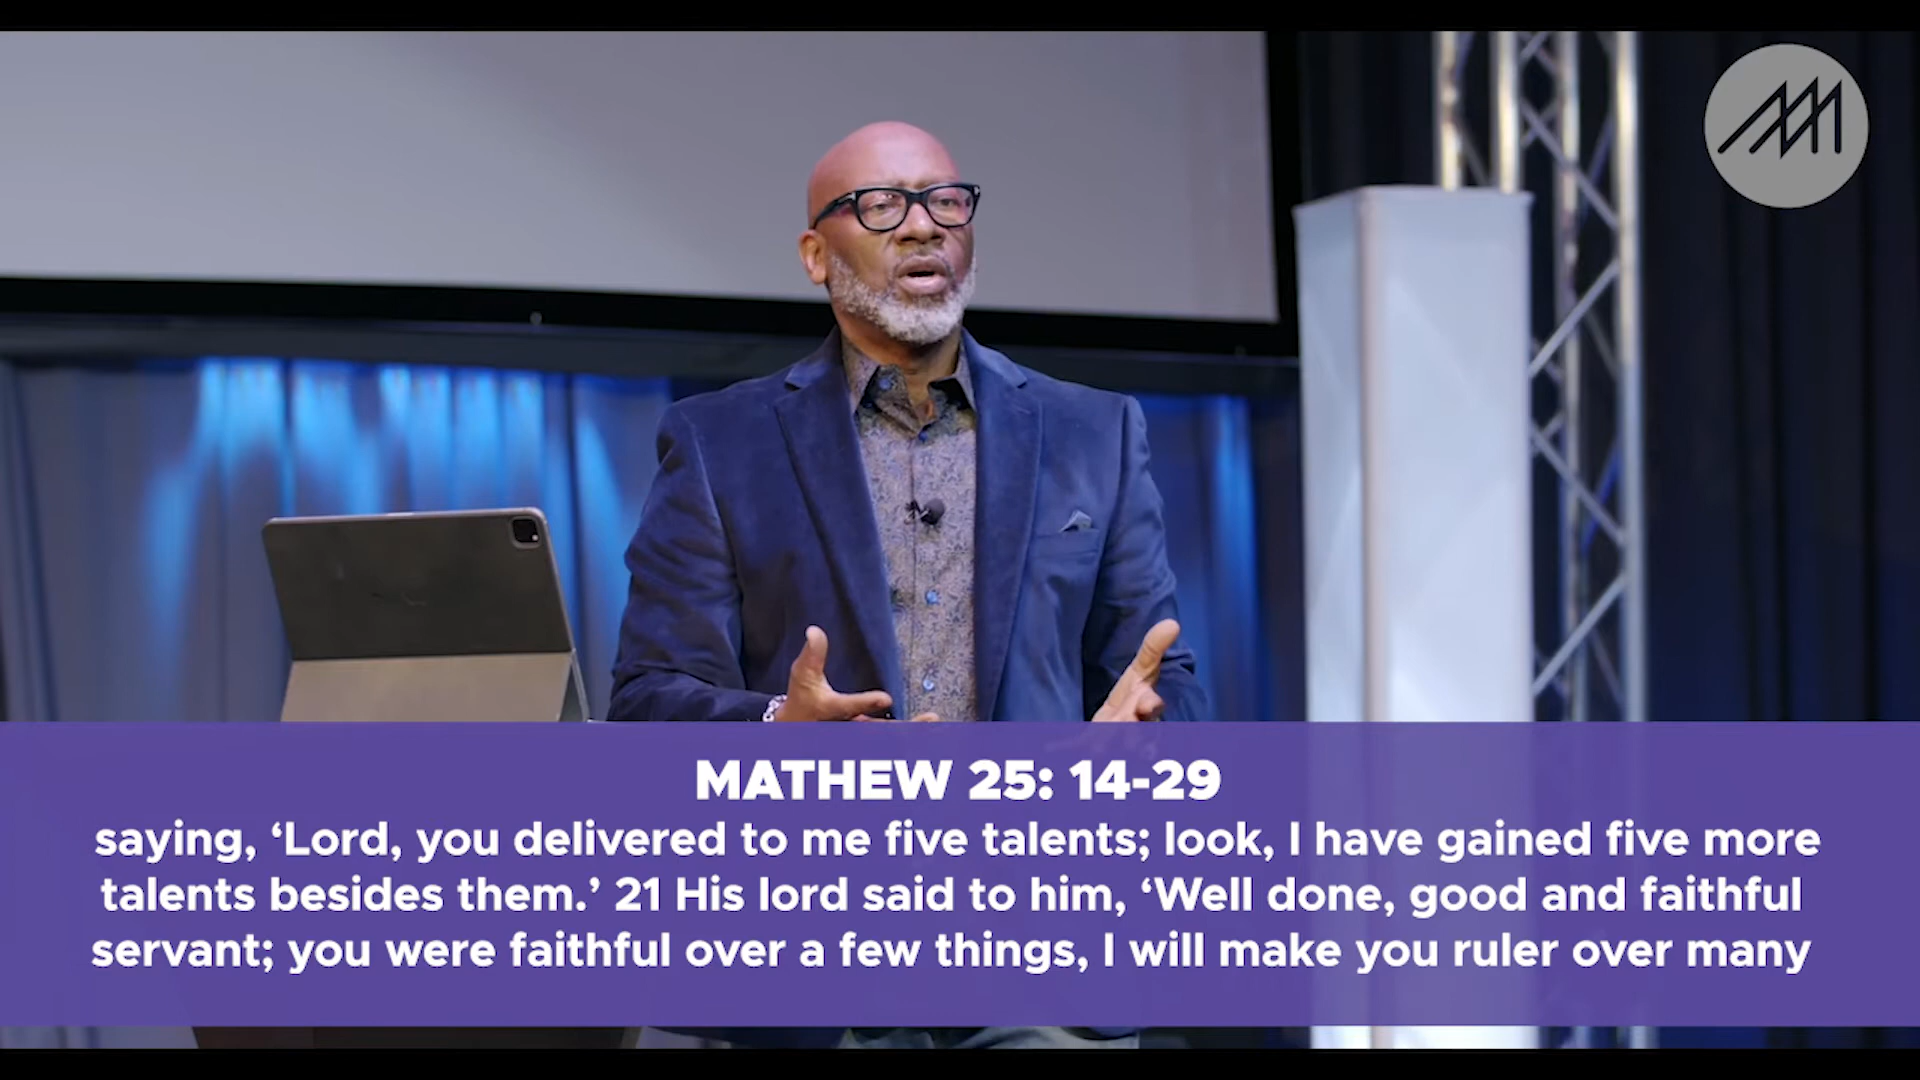 MATHEW 25: 14-29
saying, ‘Lord, you delivered to me five talents; look, I have gained five more
talents besides them.’ 21 His lord said to him, ‘Well done, good and faithful
servant; you were faithful over a few things, I will make you ruler over many